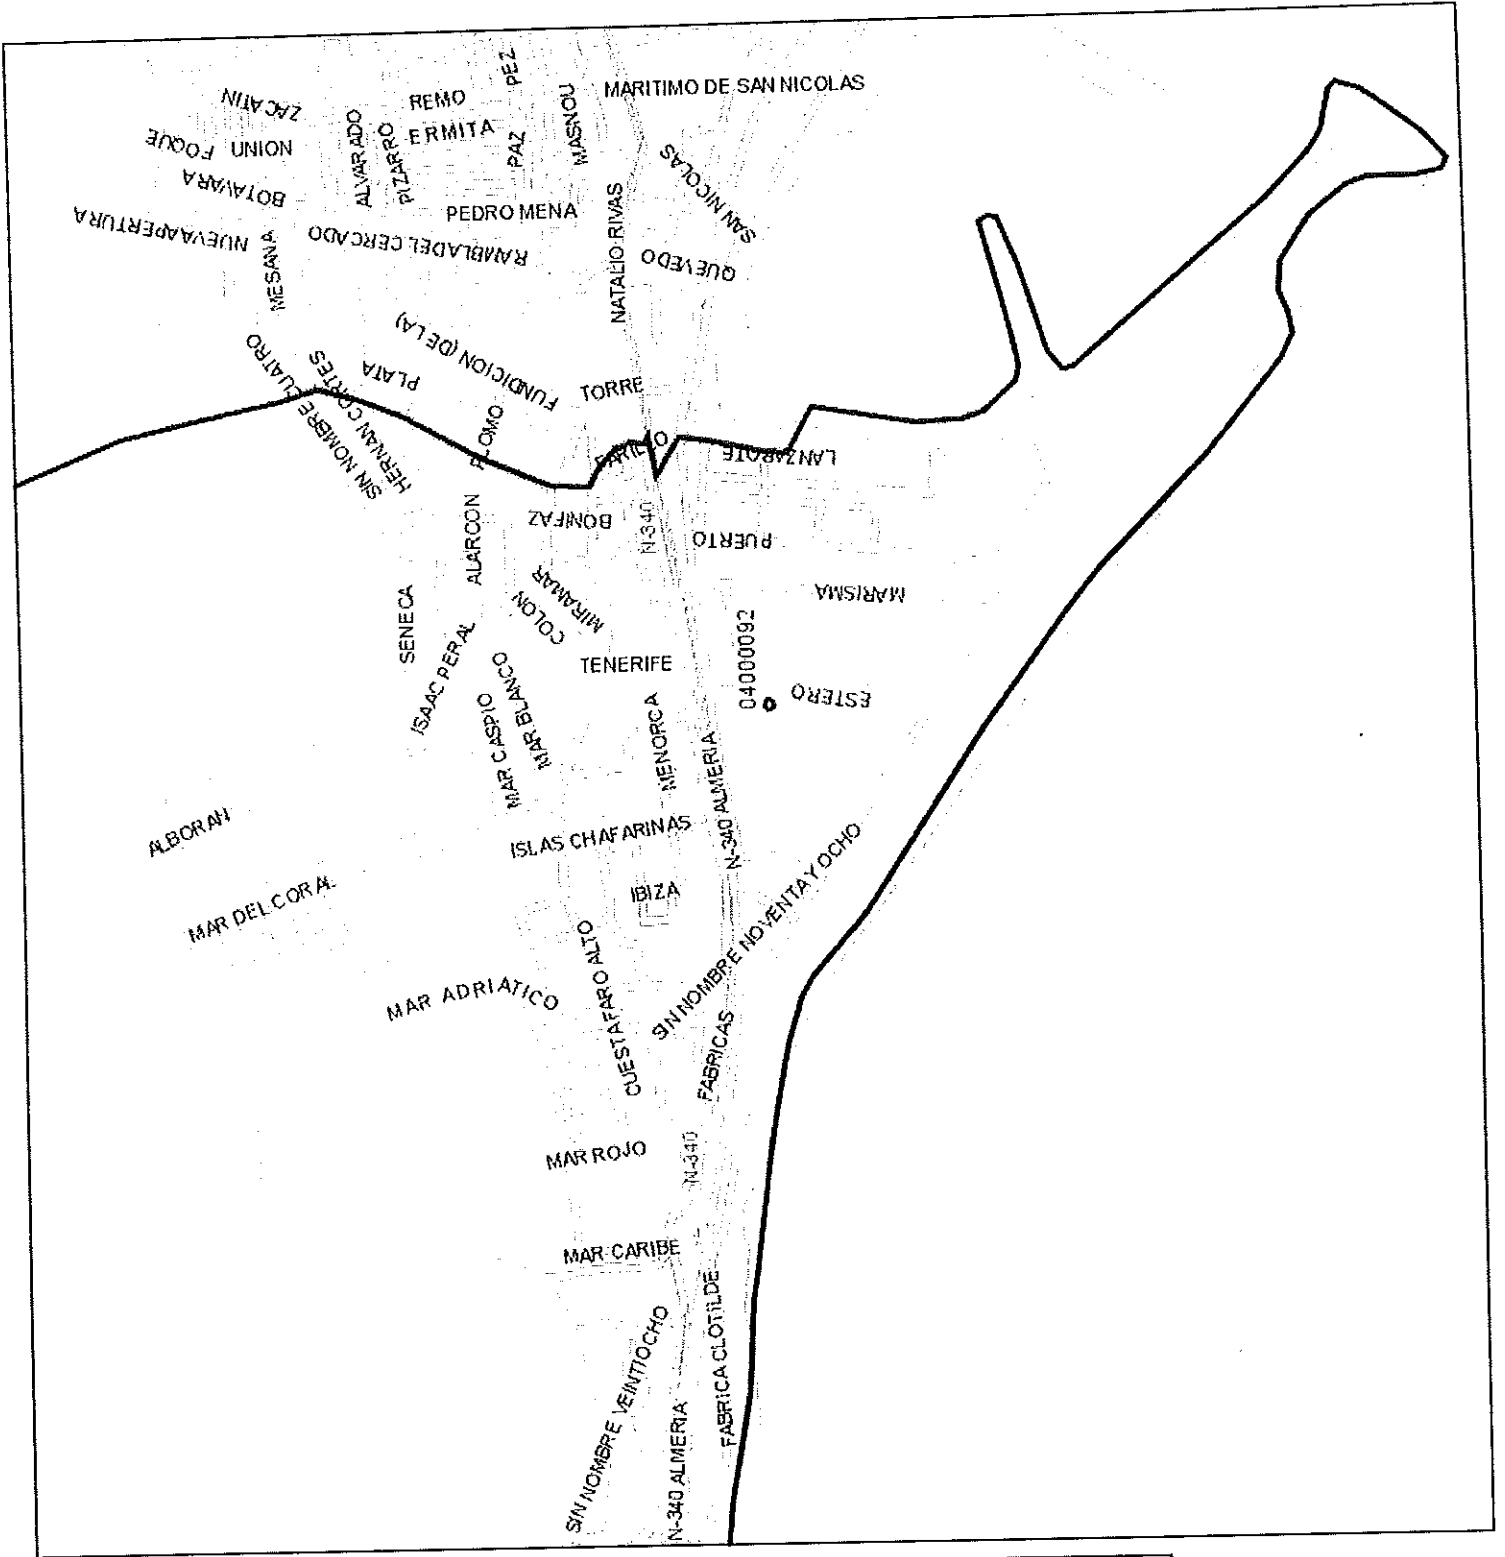 ZACATIN
REMO
PEZ
MARITIMO DE SAN NICOLAS
FOQUE
UNION
ALVARADO
PIZARRO
ERMITA
PAZ
MASNOU
BOTAVARA
SAN NICOLAS
NUEVA APERTURA
PEDRO MENA
RAMBLA DEL CERCADO
NATALIO RIVAS
QUEVEDO
MESANA
SIN NOMBRE CUATRO
HERNAN CORTES
PLATA
FUNDICION (DE LA)
TORRE
PLOMO
LANZAROTE
ALARCON
BONIFAZ
N-340
PUERTO
MARISMA
SENECA
MIRAMAR
COLON
ISAAC PERAL
TENERIFE
04000092
ESTERO
MAR BLANCO
MAR CASPIO
MENORCA
N-340 ALMERIA
ALBORAN
ISLAS CHAFARINAS
SIN NOMBRE NOVENTA Y OCHO
IBIZA
MAR DEL CORAL
MAR ADRIATICO
CUESTA FARO ALTO
FABRICAS
MAR ROJO
N-340
MAR CARIBE
FABRICA CLOTILDE
SIN NOMBRE VEINTIOCHO
N-340 ALMERIA